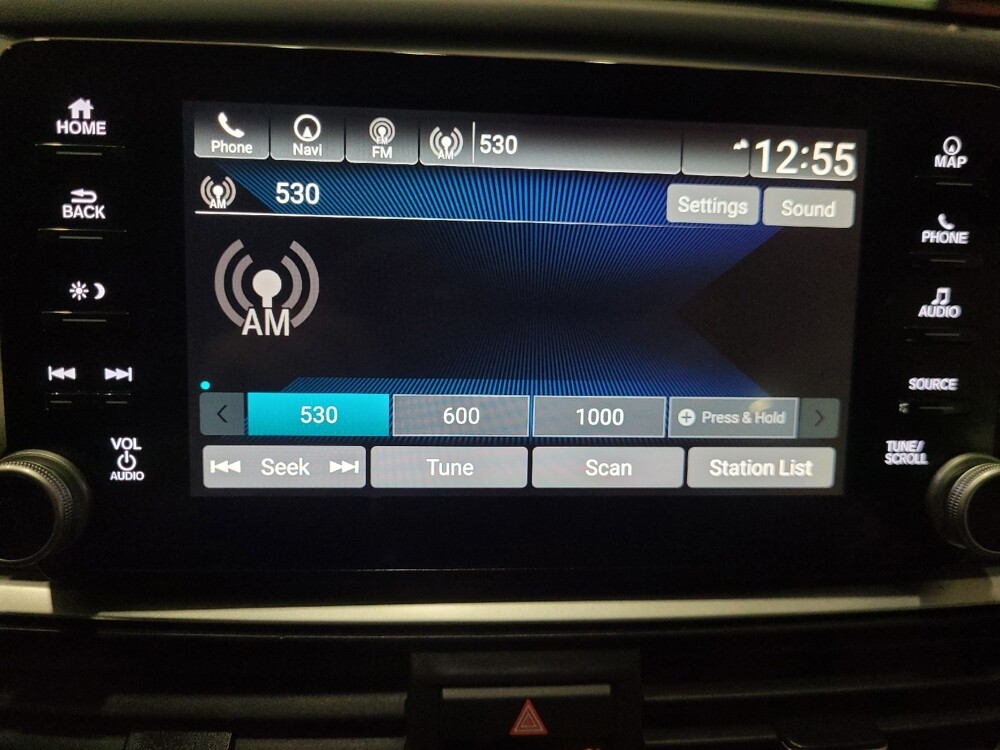 HOME
BACK
VOL
AUDIO
Phone
Navi
FM
FM
AM
530
12:55
AM
530
Settings
Sound
AM
530
600
1000
Press & Hold
Seek
Tune
Scan
Station List
MAP
PHONE
AUDIO
SOURCE
TUNE/
SCROLL